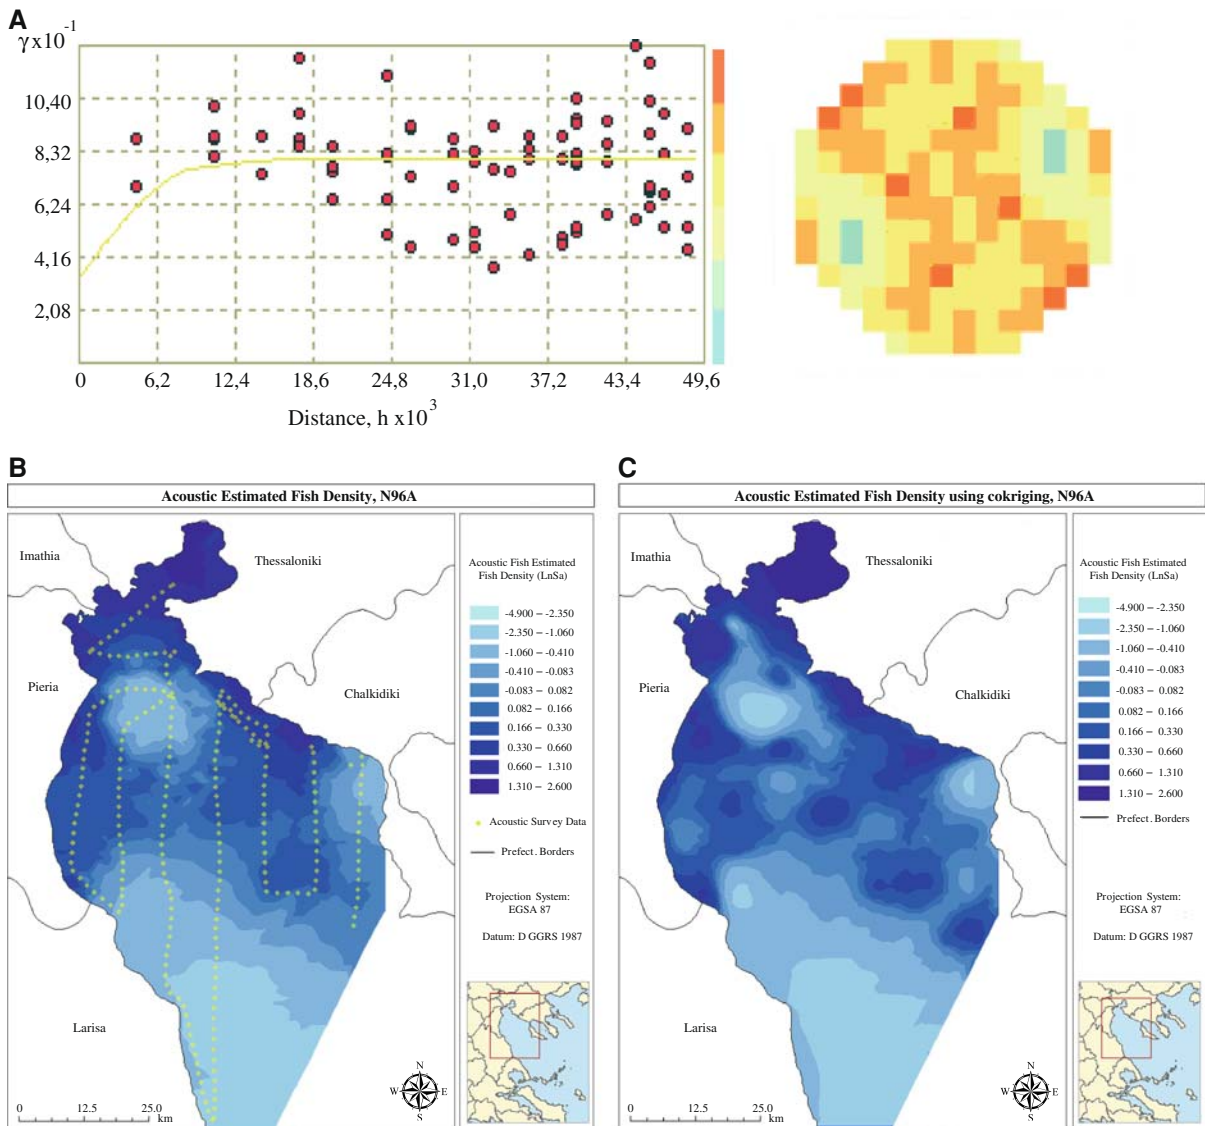 A
γx10-1
10,40
8,32
6,24
4,16
2,08
0 6,2 12,4 18,6 24,8 31,0 37,2 43,4 49,6
Distance, h x103
B
Acoustic Estimated Fish Density, N96A
Imathia
Thessaloniki
Pieria
Chalkidiki
Larisa
0 12.5 25.0
km
N
W E
S
Acoustic Fish Estimated
Fish Density (LnSa)
-4.900 – -2.350
-2.350 – -1.060
-1.060 – -0.410
-0.410 – -0.083
-0.083 – 0.082
0.082 – 0.166
0.166 – 0.330
0.330 – 0.660
0.660 – 1.310
1.310 – 2.600
Acoustic Survey Data
Prefect. Borders
Projection System:
EGSA 87
Datum: D GGRS 1987
C
Acoustic Estimated Fish Density using cokriging, N96A
Imathia
Thessaloniki
Pieria
Chalkidiki
Larisa
0 12.5 25.0
km
N
W E
S
Acoustic Fish Estimated
Fish Density (LnSa)
-4.900 – -2.350
-2.350 – -1.060
-1.060 – -0.410
-0.410 – -0.083
-0.083 – 0.082
0.082 – 0.166
0.166 – 0.330
0.330 – 0.660
0.660 – 1.310
1.310 – 2.600
Prefect. Borders
Projection System:
EGSA 87
Datum: D GGRS 1987